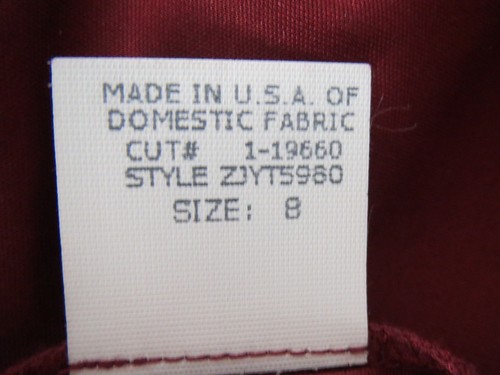 MADE IN U.S.A. OF
DOMESTIC FABRIC
CUT# 1-19660
STYLE ZJYT5980
SIZE: 8